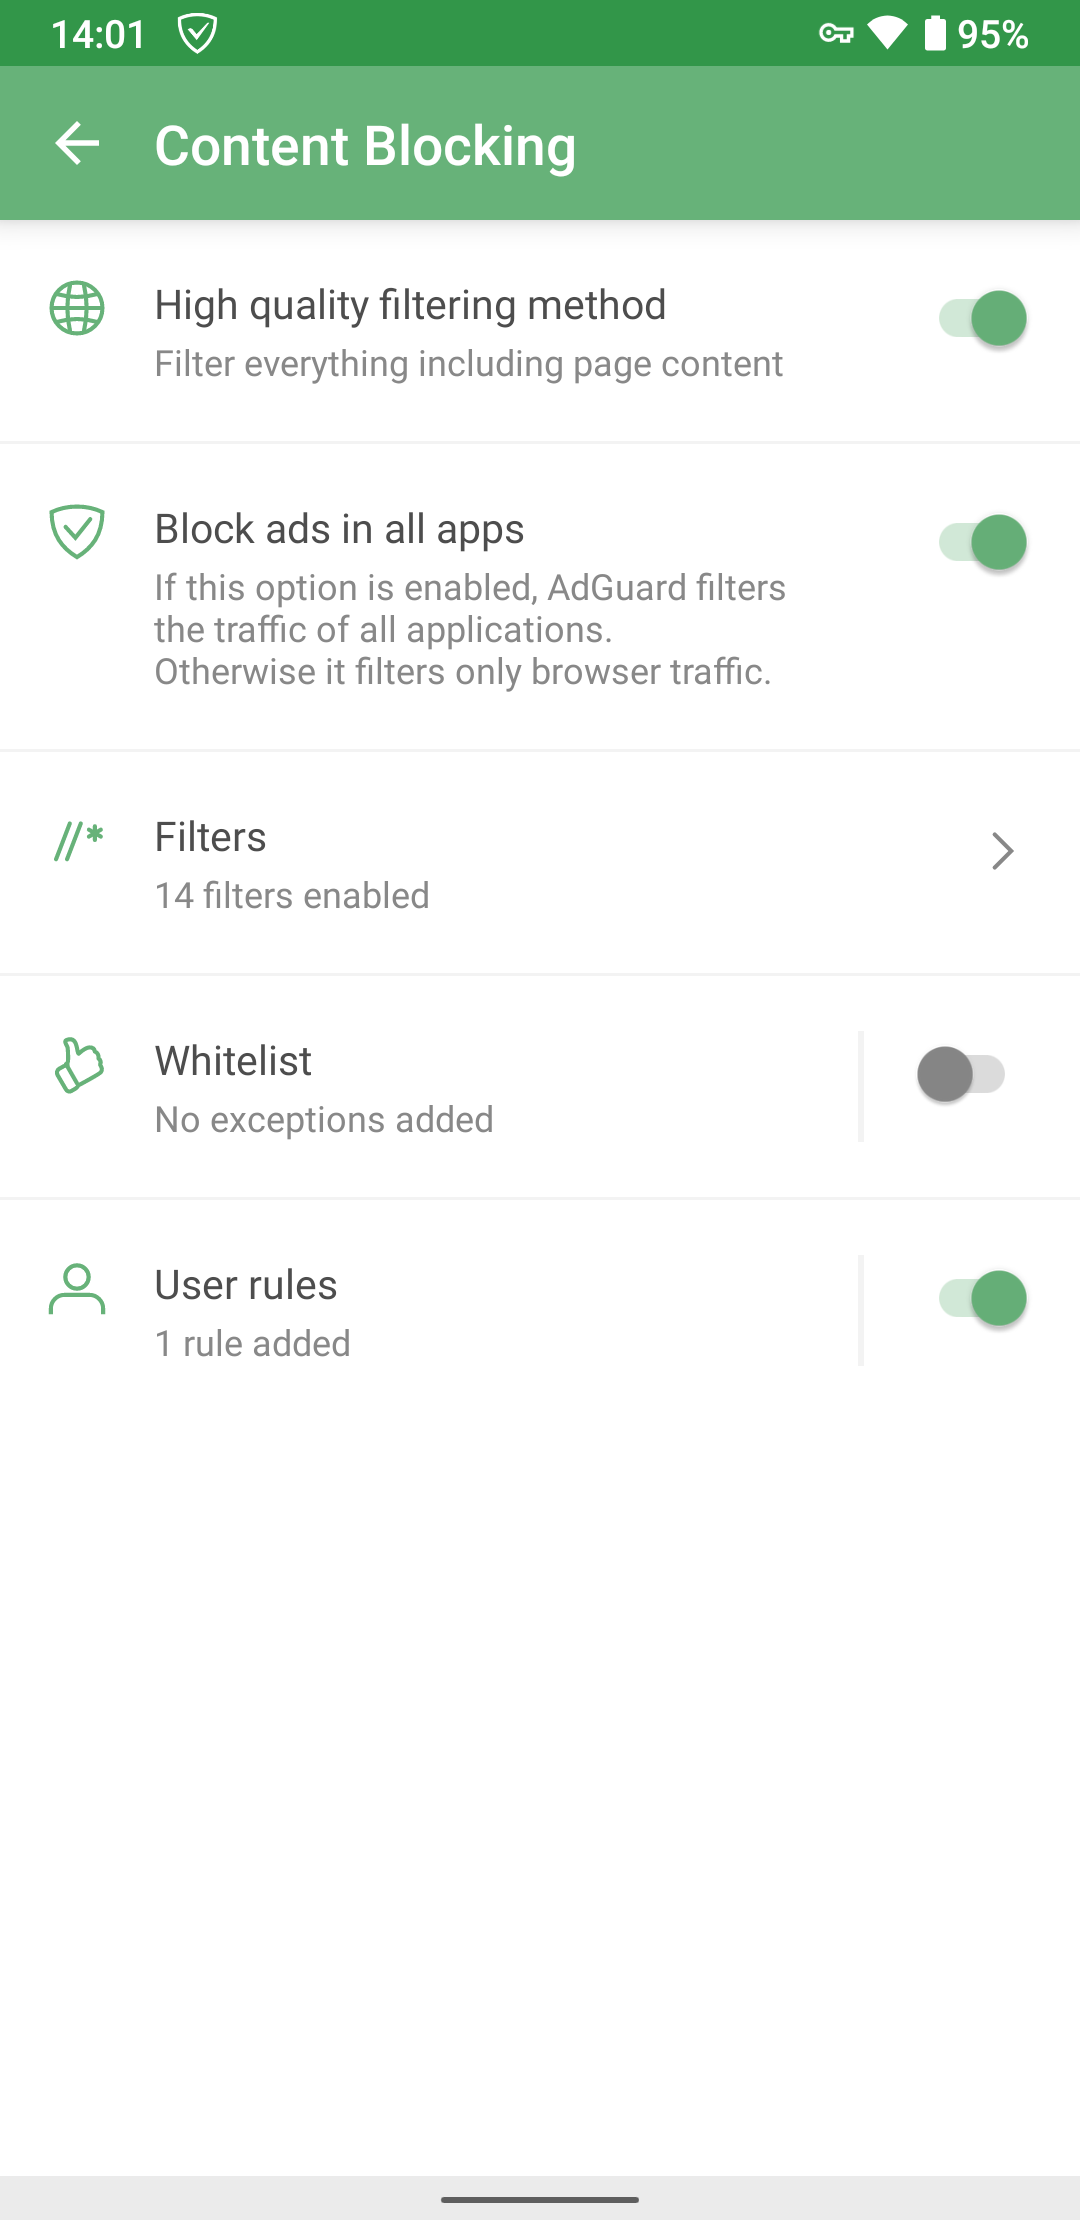 14:01
95%
Content Blocking
High quality filtering method
Filter everything including page content
Block ads in all apps
If this option is enabled, AdGuard filters
the traffic of all applications.
Otherwise it filters only browser traffic.
Filters
14 filters enabled
Whitelist
No exceptions added
User rules
1 rule added